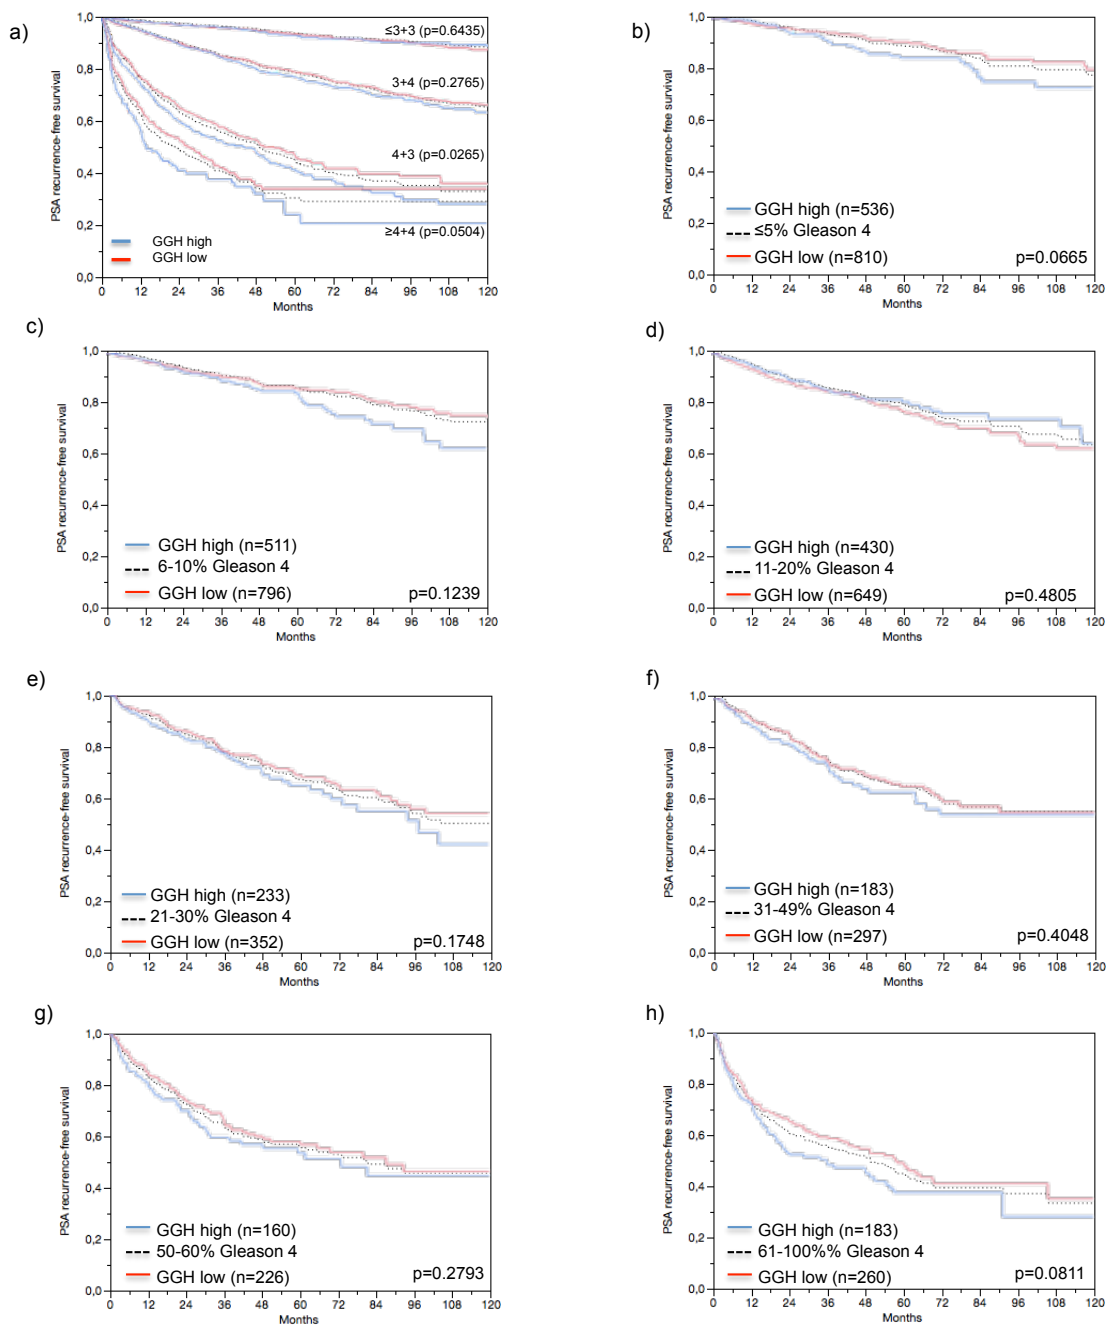 a)
PSA recurrence-free survival
1,0
0,8
0,6
0,4
0,2
0,0
≤3+3 (p=0.6435)
3+4 (p=0.2765)
4+3 (p=0.0265)
≥4+4 (p=0.0504)
GGH high
GGH low
0 12 24 36 48 60 72 84 96 108 120
Months
b)
PSA recurrence-free survival
1,0
0,8
0,6
0,4
0,2
0,0
GGH high (n=536)
≤5% Gleason 4
GGH low (n=810)
p=0.0665
0 12 24 36 48 60 72 84 96 108 120
Months
c)
PSA recurrence-free survival
1,0
0,8
0,6
0,4
0,2
0,0
GGH high (n=511)
6-10% Gleason 4
GGH low (n=796)
p=0.1239
0 12 24 36 48 60 72 84 96 108 120
Months
d)
PSA recurrence-free survival
1,0
0,8
0,6
0,4
0,2
0,0
GGH high (n=430)
11-20% Gleason 4
GGH low (n=649)
p=0.4805
0 12 24 36 48 60 72 84 96 108 120
Months
e)
PSA recurrence-free survival
1,0
0,8
0,6
0,4
0,2
0,0
GGH high (n=233)
21-30% Gleason 4
GGH low (n=352)
p=0.1748
0 12 24 36 48 60 72 84 96 108 120
Months
f)
PSA recurrence-free survival
1,0
0,8
0,6
0,4
0,2
0,0
GGH high (n=183)
31-49% Gleason 4
GGH low (n=297)
p=0.4048
0 12 24 36 48 60 72 84 96 108 120
Months
g)
PSA recurrence-free survival
1,0
0,8
0,6
0,4
0,2
0,0
GGH high (n=160)
50-60% Gleason 4
GGH low (n=226)
p=0.2793
0 12 24 36 48 60 72 84 96 108 120
Months
h)
PSA recurrence-free survival
1,0
0,8
0,6
0,4
0,2
0,0
GGH high (n=183)
61-100%% Gleason 4
GGH low (n=260)
p=0.0811
0 12 24 36 48 60 72 84 96 108 120
Months